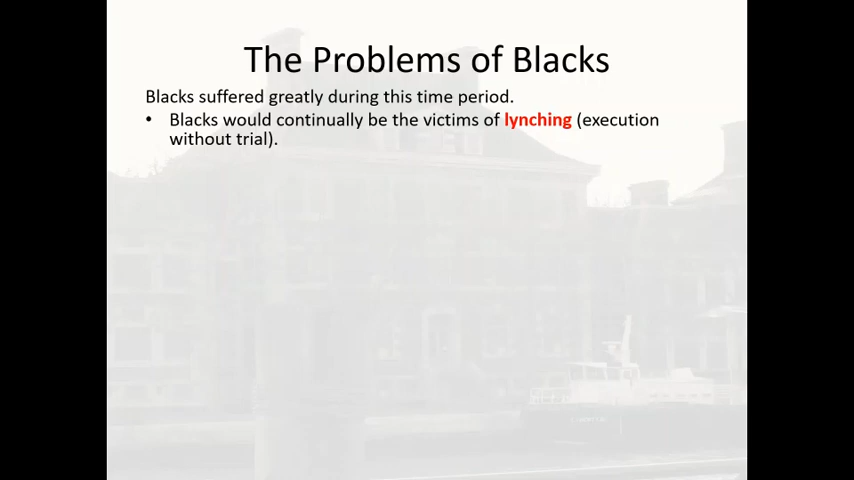 The Problems of Blacks
Blacks suffered greatly during this time period.
• Blacks would continually be the victims of lynching (execution
without trial).